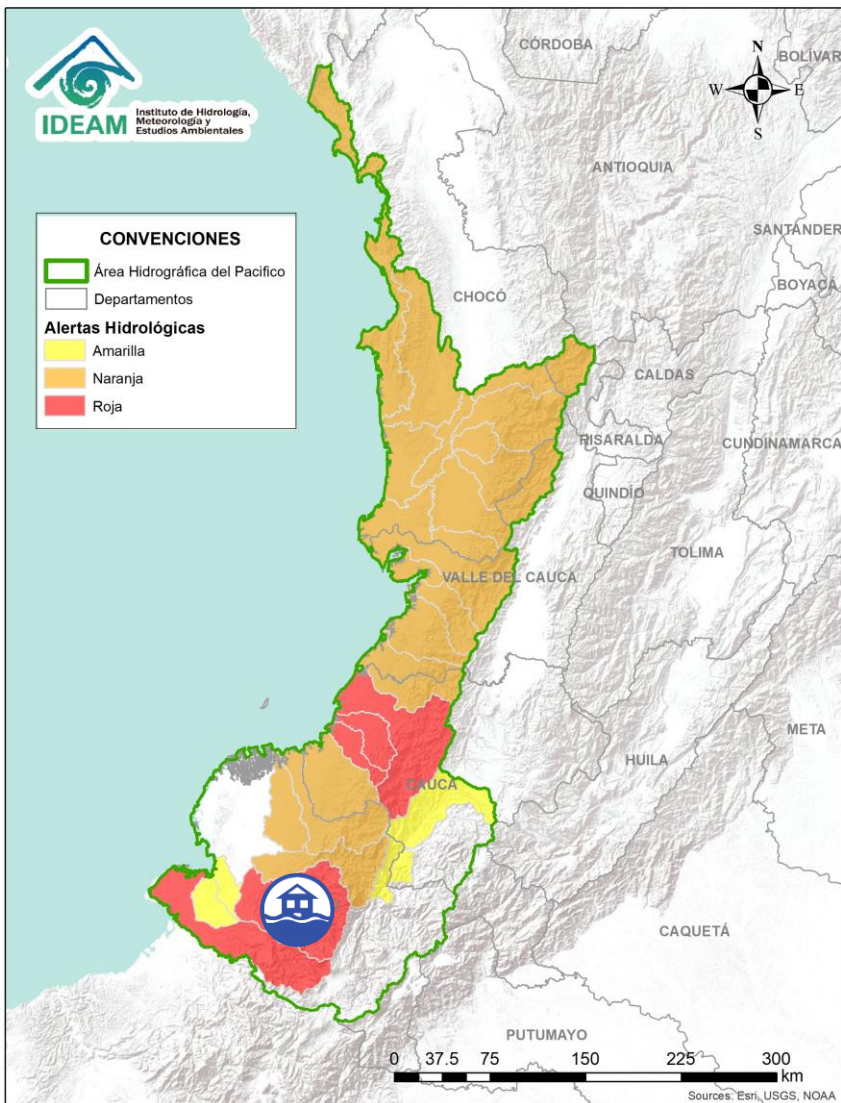 IDEAM
Instituto de Hidrología,
Meteorología y
Estudios Ambientales
CÓRDOBA
BOLÍVAR
N
W
E
S
ANTIOQUIA
SANTANDER
BOYACÁ
CONVENCIONES
Área Hidrográfica del Pacifico
Departamentos
Alertas Hidrológicas
Amarilla
Naranja
Roja
CHOCÓ
CALDAS
RISARALDA
CUNDINAMARCA
QUINDÍO
TOLIMA
VALLE DEL CAUCA
META
HUILA
CAUCA
CAQUETÁ
PUTUMAYO
0 37.5 75 150 225 300
km
Sources: Esri, USGS, NOAA